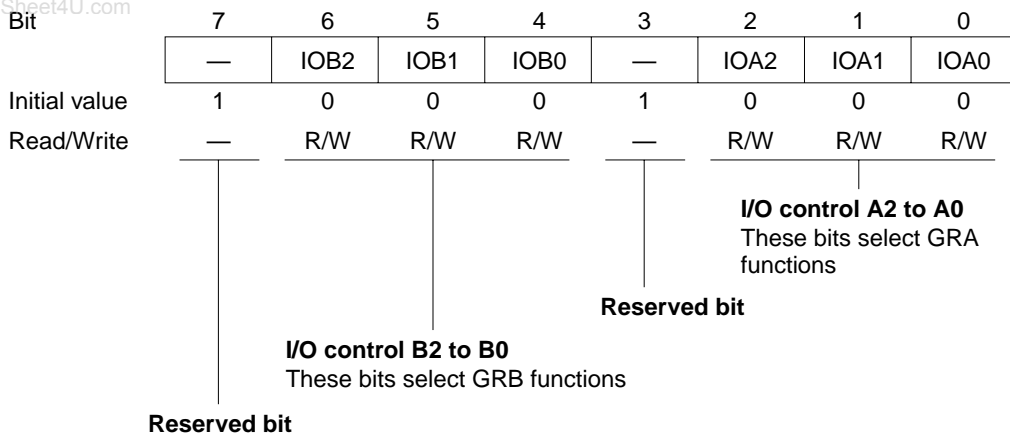 Sheet4U.com
Bit 7 6 5 4 3 2 1 0
— IOB2 IOB1 IOB0 — IOA2 IOA1 IOA0
Initial value 1 0 0 0 1 0 0 0
Read/Write — R/W R/W R/W — R/W R/W R/W
I/O control A2 to A0
These bits select GRA
functions
Reserved bit
I/O control B2 to B0
These bits select GRB functions
Reserved bit